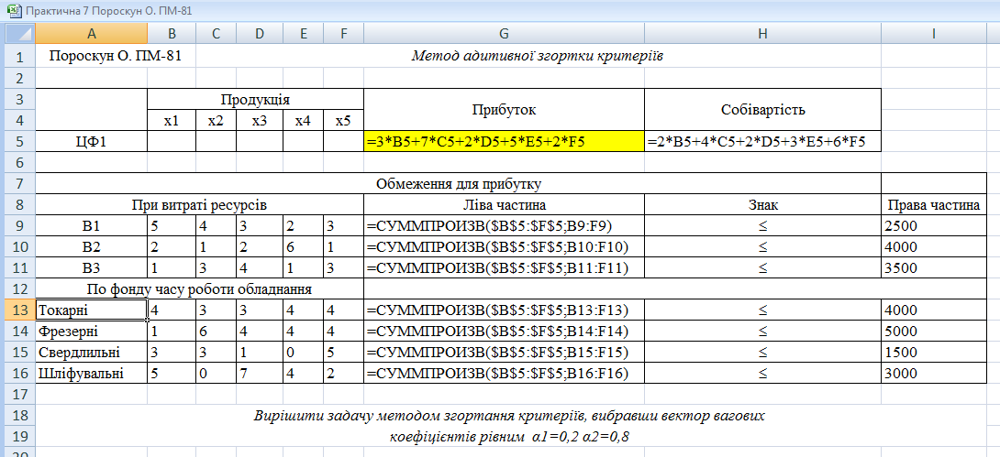 Практична 7 Пороскун О. ПМ-81
A B C D E F G H I
1 Пороскун О. ПМ-81 Метод адитивної згортки критеріїв
2
3 Продукція Прибуток Собівартість
4 x1 x2 x3 x4 x5
5 ЦФ1 =3*B5+7*C5+2*D5+5*E5+2*F5 =2*B5+4*C5+2*D5+3*E5+6*F5
6
7 Обмеження для прибутку
8 При витраті ресурсів Ліва частина Знак Права частина
9 В1 5 4 3 2 3 =СУММПРОИЗВ($B$5:$F$5;B9:F9) ≤ 2500
10 В2 2 1 2 6 1 =СУММПРОИЗВ($B$5:$F$5;B10:F10) ≤ 4000
11 В3 1 3 4 1 3 =СУММПРОИЗВ($B$5:$F$5;B11:F11) ≤ 3500
12 По фонду часу роботи обладнання
13 Токарні 4 3 3 4 4 =СУММПРОИЗВ($B$5:$F$5;B13:F13) ≤ 4000
14 Фрезерні 1 6 4 4 4 =СУММПРОИЗВ($B$5:$F$5;B14:F14) ≤ 5000
15 Свердлильні 3 3 1 0 5 =СУММПРОИЗВ($B$5:$F$5;B15:F15) ≤ 1500
16 Шліфувальні 5 0 7 4 2 =СУММПРОИЗВ($B$5:$F$5;B16:F16) ≤ 3000
17
18 Вирішити задачу методом згортання критеріїв, вибравши вектор вагових
19 коефіцієнтів рівним α1=0,2 α2=0,8
20